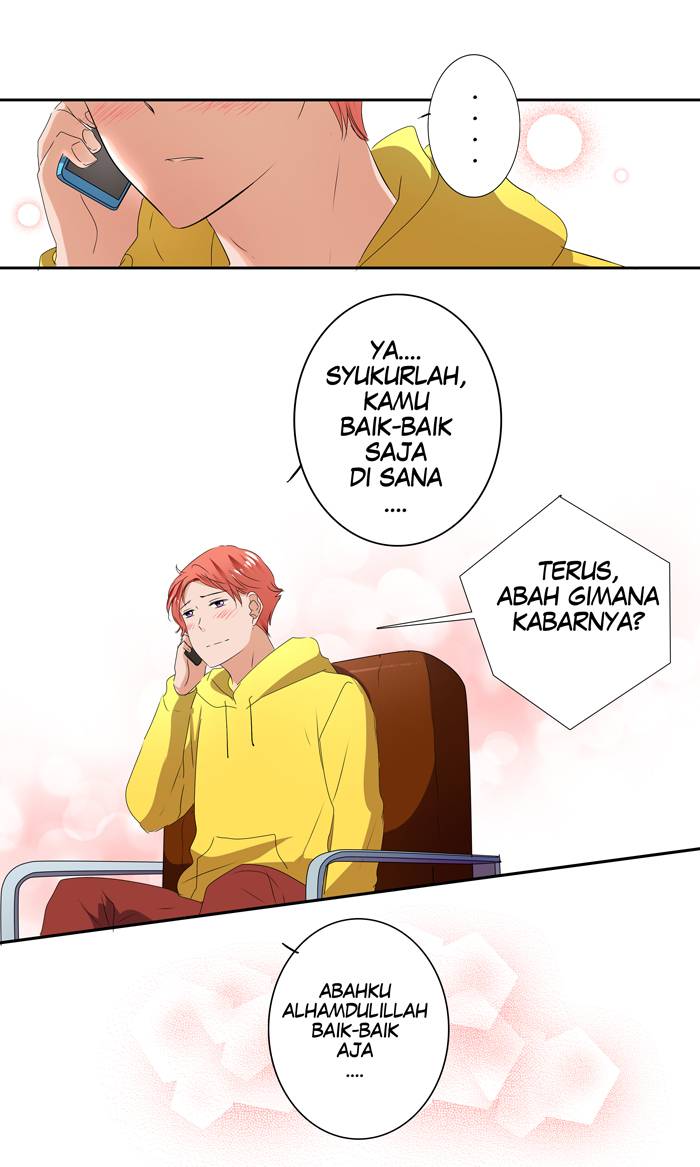 ....
YA....
SYUKURLAH,
KAMU
BAIK-BAIK
SAJA
DI SANA
....
TERUS,
ABAH GIMANA
KABARNYA?
ABAHKU
ALHAMDULILLAH
BAIK-BAIK
AJA
....